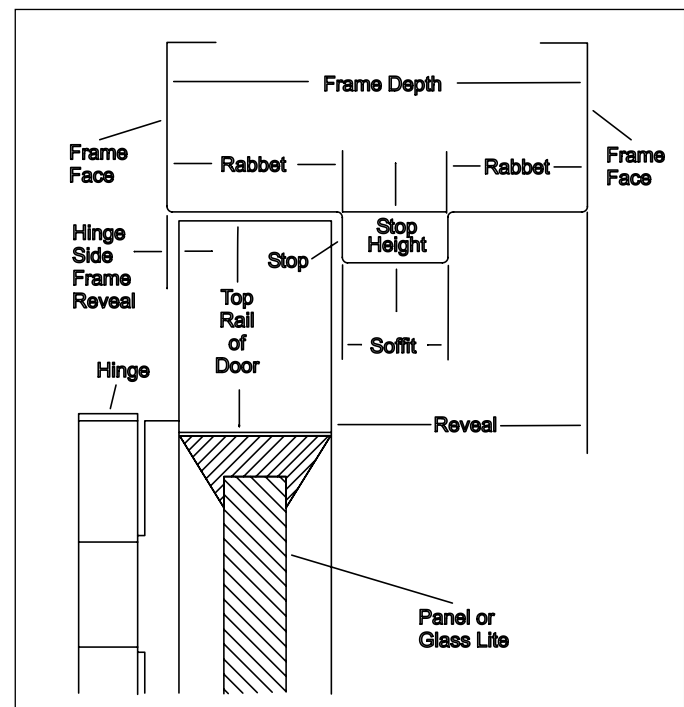 Frame Depth
Frame
Face
Rabbet
Rabbet
Frame
Face
Hinge
Side
Frame
Reveal
Stop
Stop
Height
Top
Rail
of
Door
Soffit
Hinge
Reveal
Panel or
Glass Lite